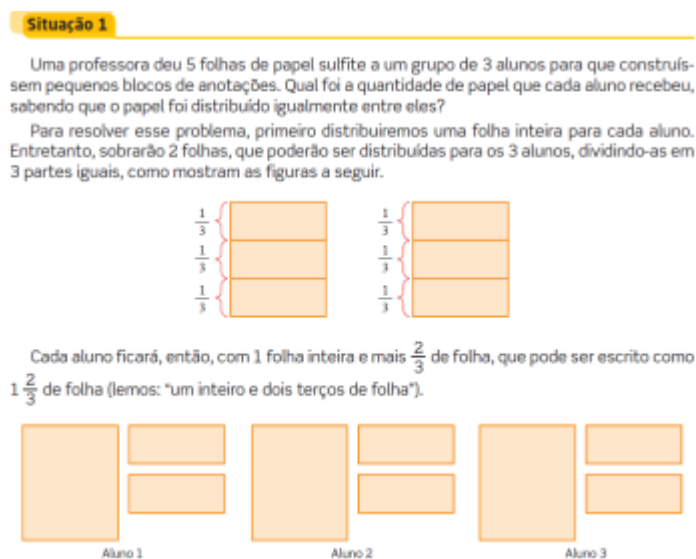 Situação 1
Uma professora deu 5 folhas de papel sulfite a um grupo de 3 alunos para que construís-
sem pequenos blocos de anotações. Qual foi a quantidade de papel que cada aluno recebeu,
sabendo que o papel foi distribuído igualmente entre eles?
Para resolver esse problema, primeiro distribuiremos uma folha inteira para cada aluno.
Entretanto, sobrarão 2 folhas, que poderão ser distribuídas para os 3 alunos, dividindo-as em
3 partes iguais, como mostram as figuras a seguir.
1/3 1/3
1/3 1/3
1/3 1/3
Cada aluno ficará, então, com 1 folha inteira e mais 2/3 de folha, que pode ser escrito como
1 2/3 de folha (lemos: "um inteiro e dois terços de folha").
Aluno 1 Aluno 2 Aluno 3